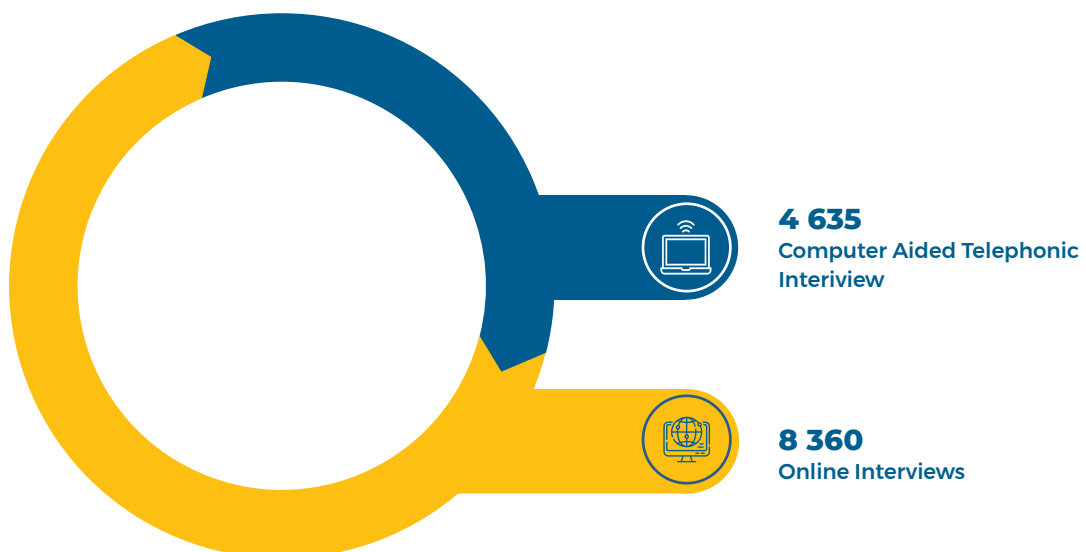 4 635
Computer Aided Telephonic
Interiview
8 360
Online Interviews